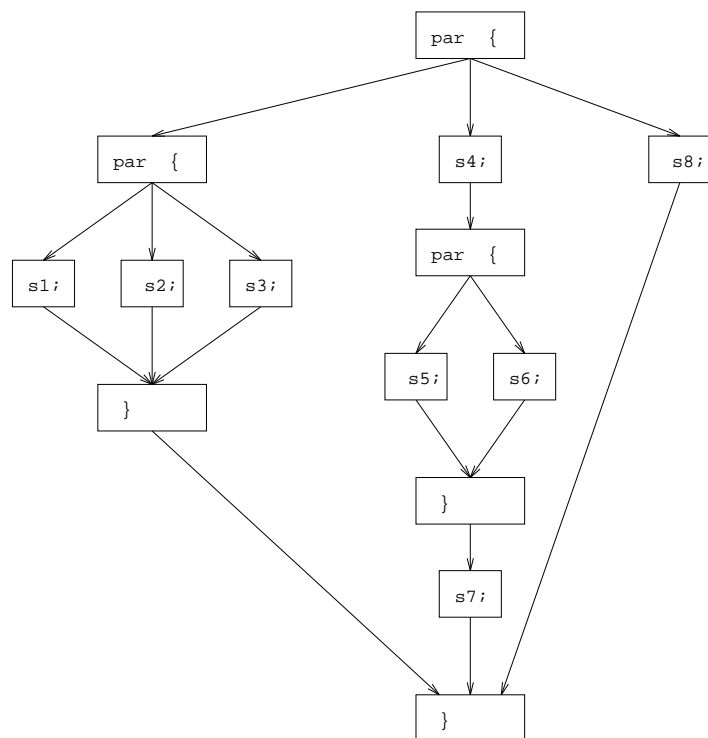 par {
par { s4; s8;
par {
s1; s2; s3;
s5; s6;
}
}
s7;
}